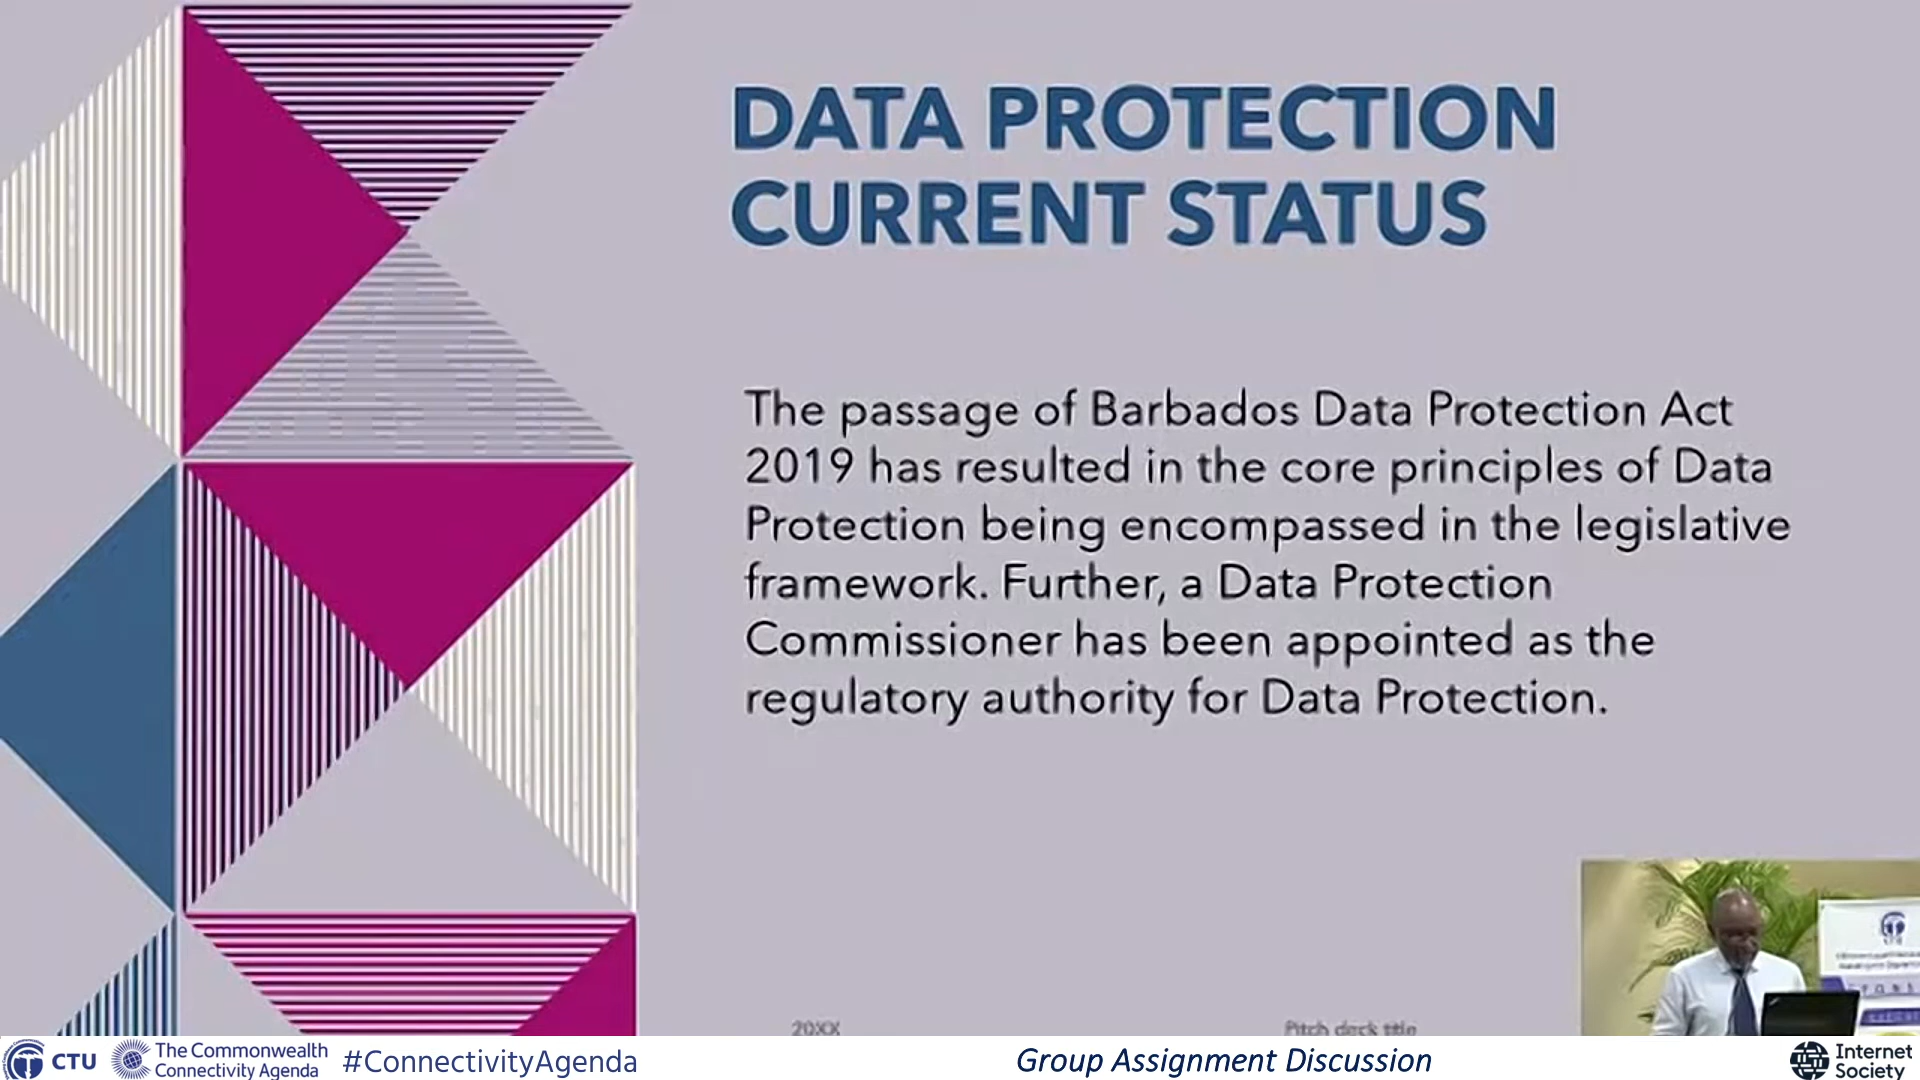 DATA PROTECTION
CURRENT STATUS
The passage of Barbados Data Protection Act
2019 has resulted in the core principles of Data
Protection being encompassed in the legislative
framework. Further, a Data Protection
Commissioner has been appointed as the
regulatory authority for Data Protection.
20XX
Pitch deck title
CTU
The Commonwealth
Connectivity Agenda
#ConnectivityAgenda
Group Assignment Discussion
Internet
Society